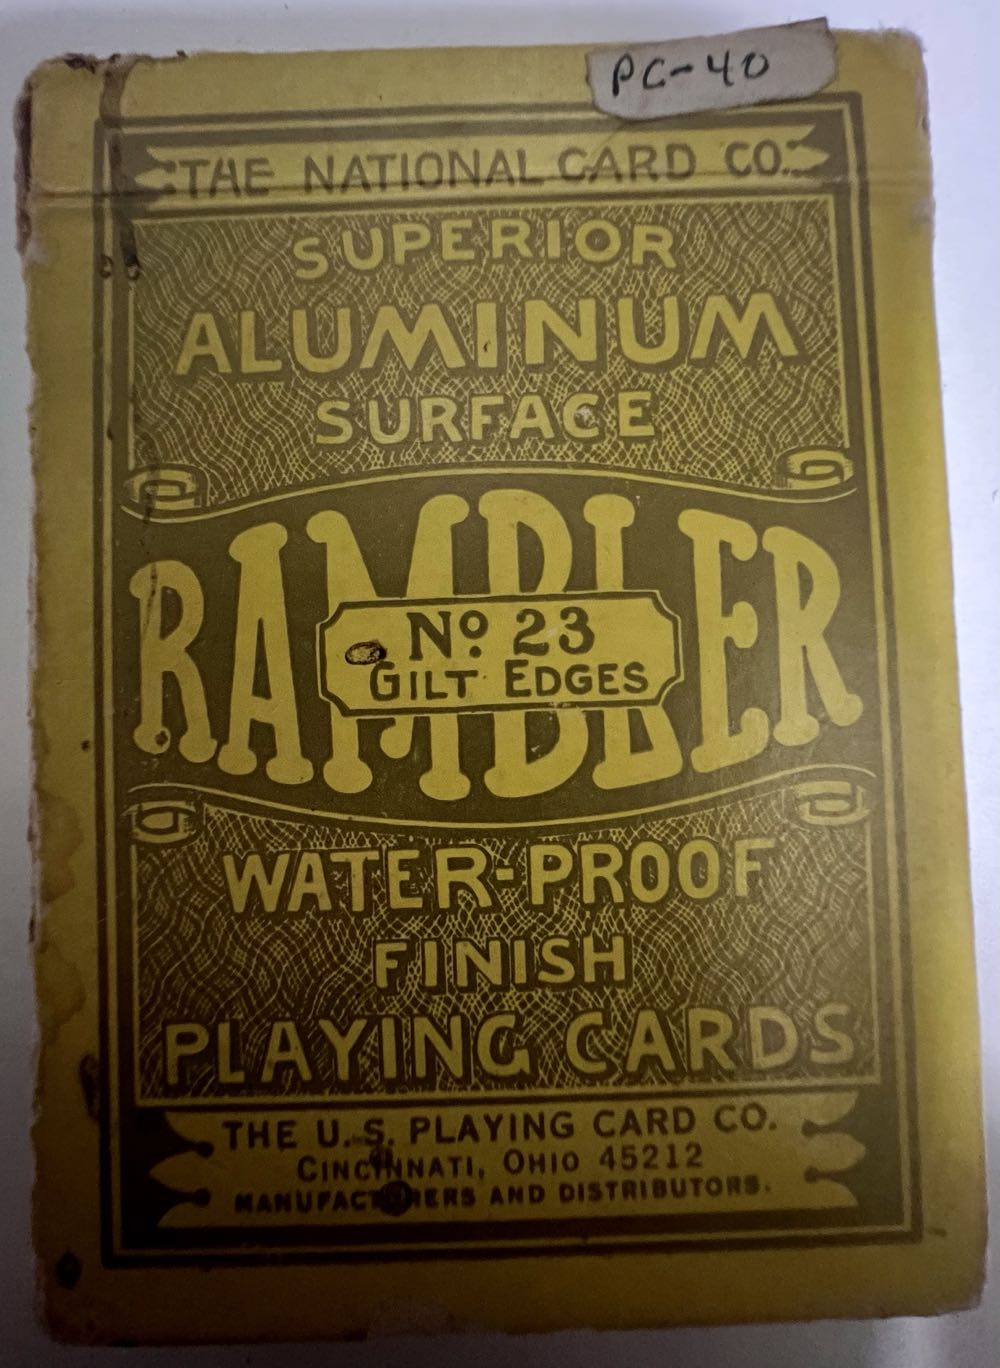 PC-40
THE NATIONAL CARD CO.
SUPERIOR
ALUMINUM
SURFACE
RAMBLER
No. 23
GILT EDGES
WATER-PROOF
FINISH
PLAYING CARDS
THE U.S. PLAYING CARD CO.
CINCINNATI, OHIO 45212
MANUFACTURERS AND DISTRIBUTORS.